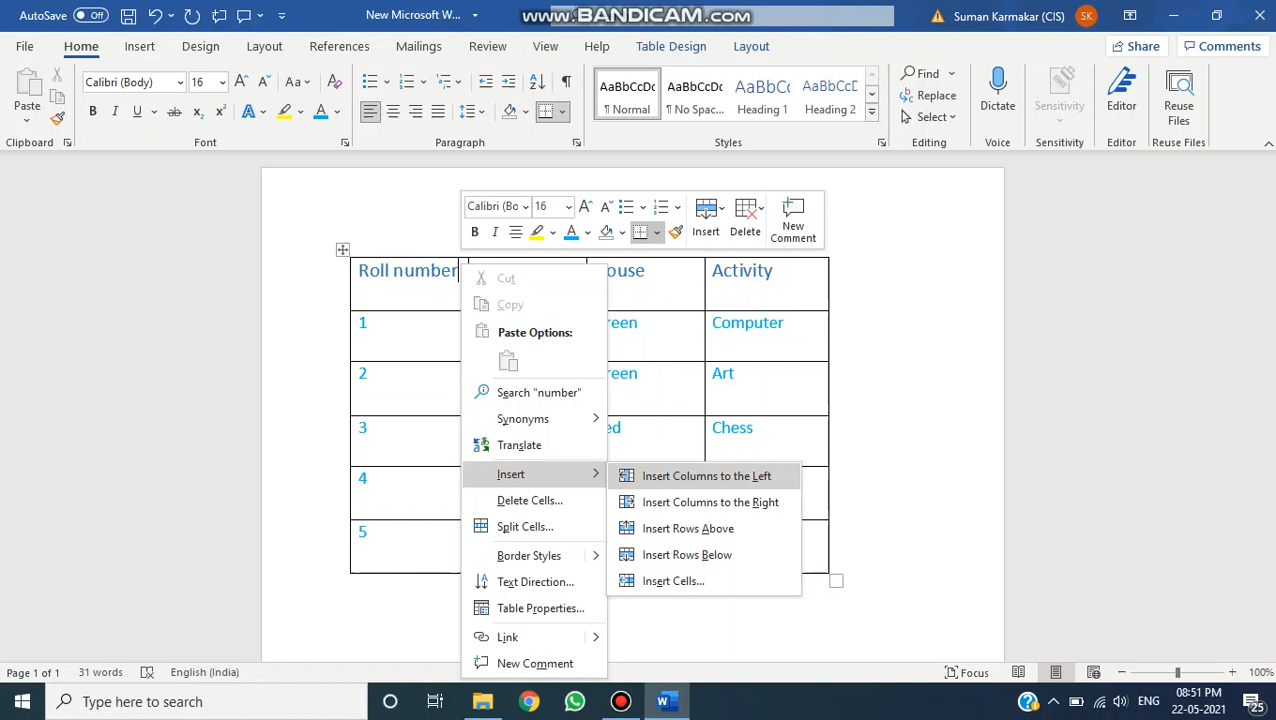 AutoSave Off
New Microsoft W...
www.BANDICAM.com
Suman Karmakar (CIS) SK
File Home Insert Design Layout References Mailings Review View Help Table Design Layout
Share Comments
Paste
Calibri (Body) 16 Aa
B I U ab x₂ x² A A
AaBbCcDc AaBbCcDc AaBbCc AaBbCcD
¶ Normal ¶ No Spac... Heading 1 Heading 2
Find
Replace
Select
Dictate
Sensitivity
Editor
Reuse Files
Clipboard Font Paragraph Styles Editing Voice Sensitivity Editor Reuse Files
Calibri (Bo 16
B I A
Insert Delete New Comment
Roll number ouse Activity
1 reen Computer
2 reen Art
3 ed Chess
4
5
Cut
Copy
Paste Options:
Search "number"
Synonyms
Translate
Insert
Delete Cells...
Split Cells...
Border Styles
Text Direction...
Table Properties...
Link
New Comment
Insert Columns to the Left
Insert Columns to the Right
Insert Rows Above
Insert Rows Below
Insert Cells...
Page 1 of 1 31 words English (India) Focus 100%
Type here to search
ENG
08:51 PM
22-05-2021
25